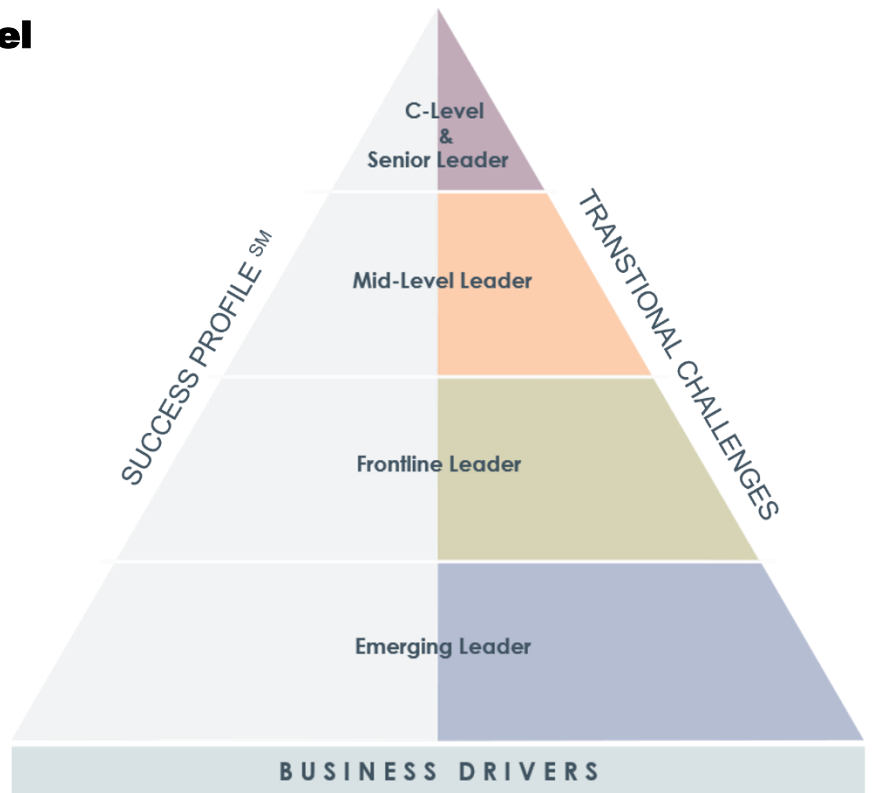 el
C-Level
&
Senior Leader
SUCCESS PROFILE SM
TRANSTIONAL CHALLENGES
Mid-Level Leader
Frontline Leader
Emerging Leader
BUSINESS DRIVERS